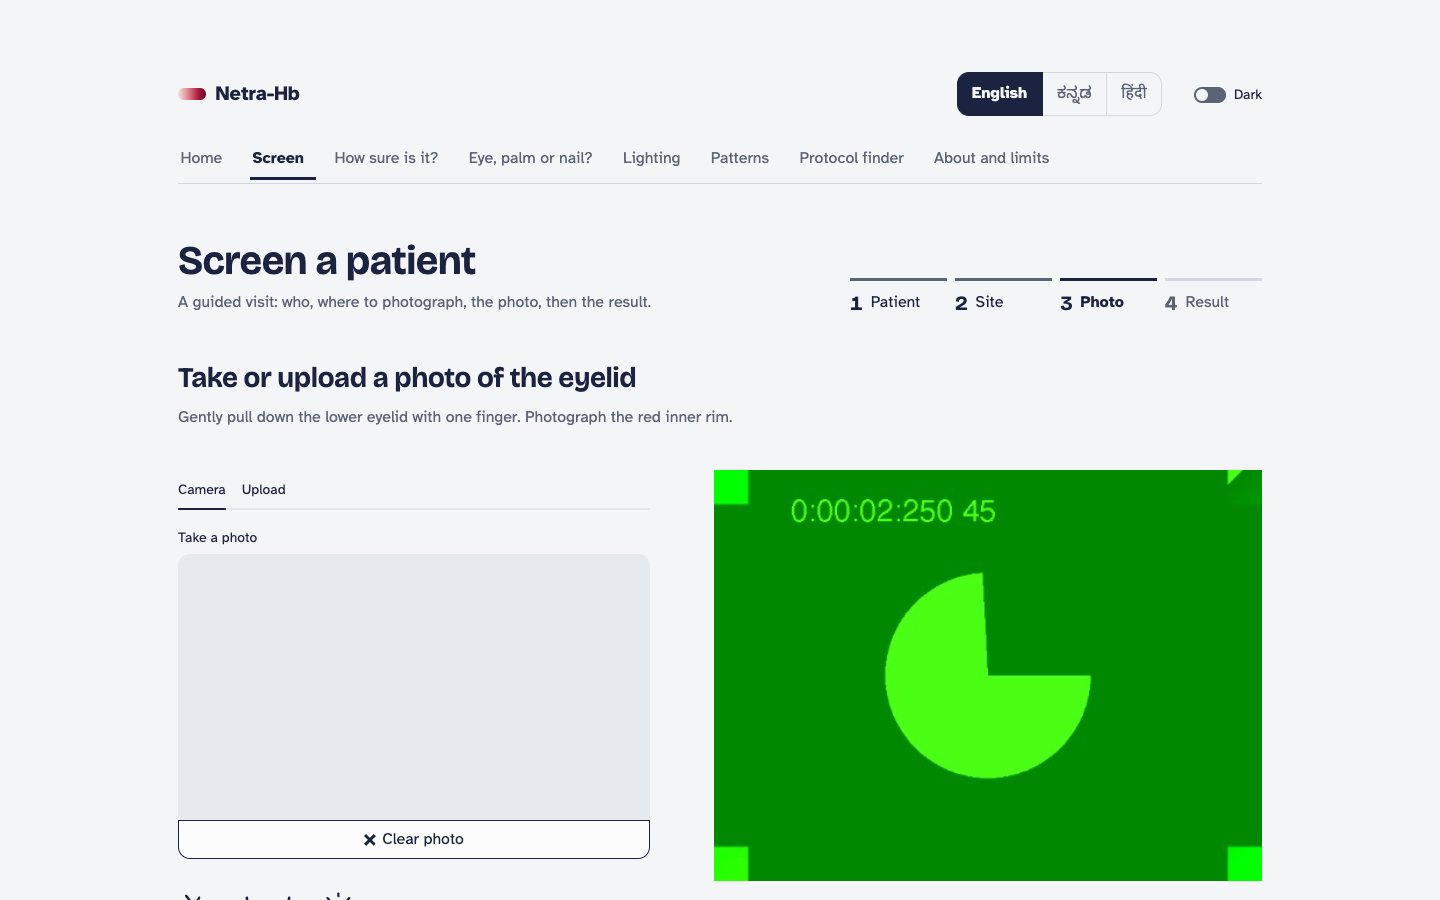 Netra-Hb
English
ಕನ್ನಡ
हिंदी
Dark
Home
Screen
How sure is it?
Eye, palm or nail?
Lighting
Patterns
Protocol finder
About and limits
Screen a patient
A guided visit: who, where to photograph, the photo, then the result.
1 Patient
2 Site
3 Photo
4 Result
Take or upload a photo of the eyelid
Gently pull down the lower eyelid with one finger. Photograph the red inner rim.
Camera
Upload
Take a photo
Clear photo
0:00:02:250 45